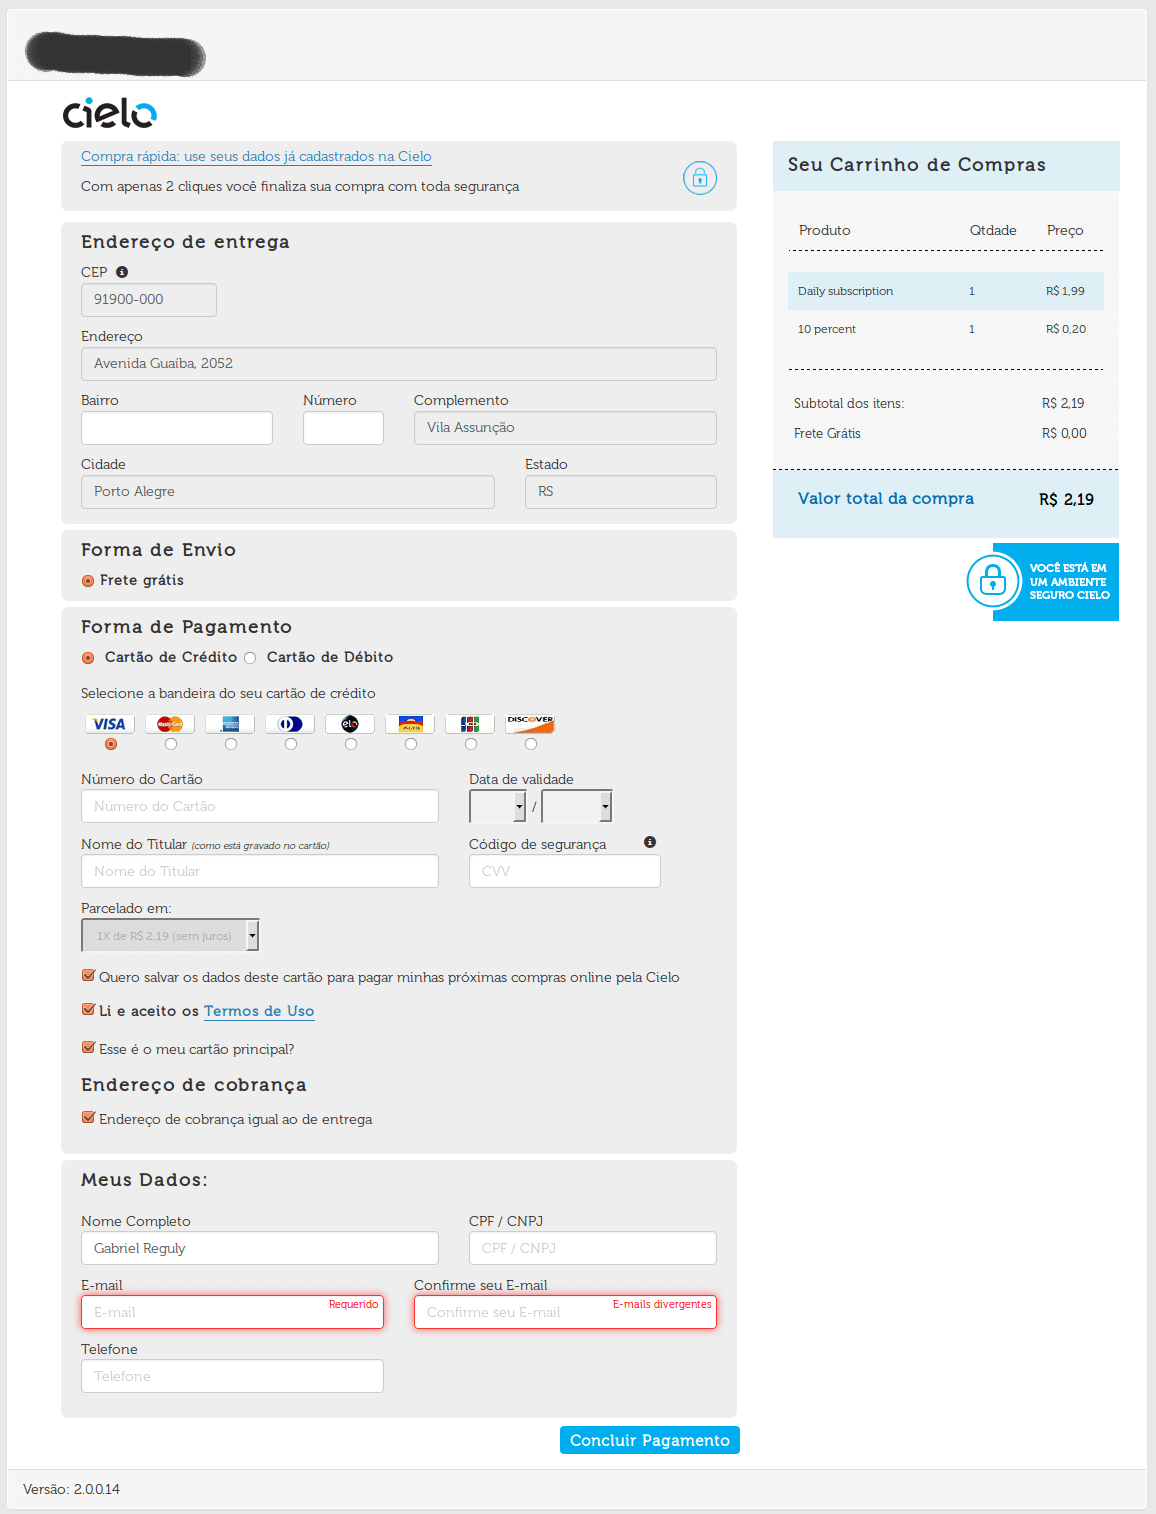 cielo
Compra rápida: use seus dados já cadastrados na Cielo
Com apenas 2 cliques você finaliza sua compra com toda segurança
Endereço de entrega
CEP
91900-000
Endereço
Avenida Guaíba, 2052
Bairro Número Complemento
Vila Assunção
Cidade Estado
Porto Alegre RS
Forma de Envio
Frete grátis
Forma de Pagamento
Cartão de Crédito Cartão de Débito
Selecione a bandeira do seu cartão de crédito
VISA MasterCard elo Aura JCB DISCOVER
Número do Cartão Data de validade
Número do Cartão /
Nome do Titular (como está gravado no cartão) Código de segurança
Nome do Titular CVV
Parcelado em:
1X de R$ 2,19 (sem juros)
Quero salvar os dados deste cartão para pagar minhas próximas compras online pela Cielo
Li e aceito os Termos de Uso
Esse é o meu cartão principal?
Endereço de cobrança
Endereço de cobrança igual ao de entrega
Meus Dados:
Nome Completo CPF / CNPJ
Gabriel Reguly CPF / CNPJ
E-mail Confirme seu E-mail
E-mail Requerido Confirme seu E-mail E-mails divergentes
Telefone
Telefone
Concluir Pagamento
Seu Carrinho de Compras
Produto Qtdade Preço
Daily subscription 1 R$ 1,99
10 percent 1 R$ 0,20
Subtotal dos itens: R$ 2,19
Frete Grátis R$ 0,00
Valor total da compra R$ 2,19
VOCÊ ESTÁ EM
UM AMBIENTE
SEGURO CIELO
Versão: 2.0.0.14